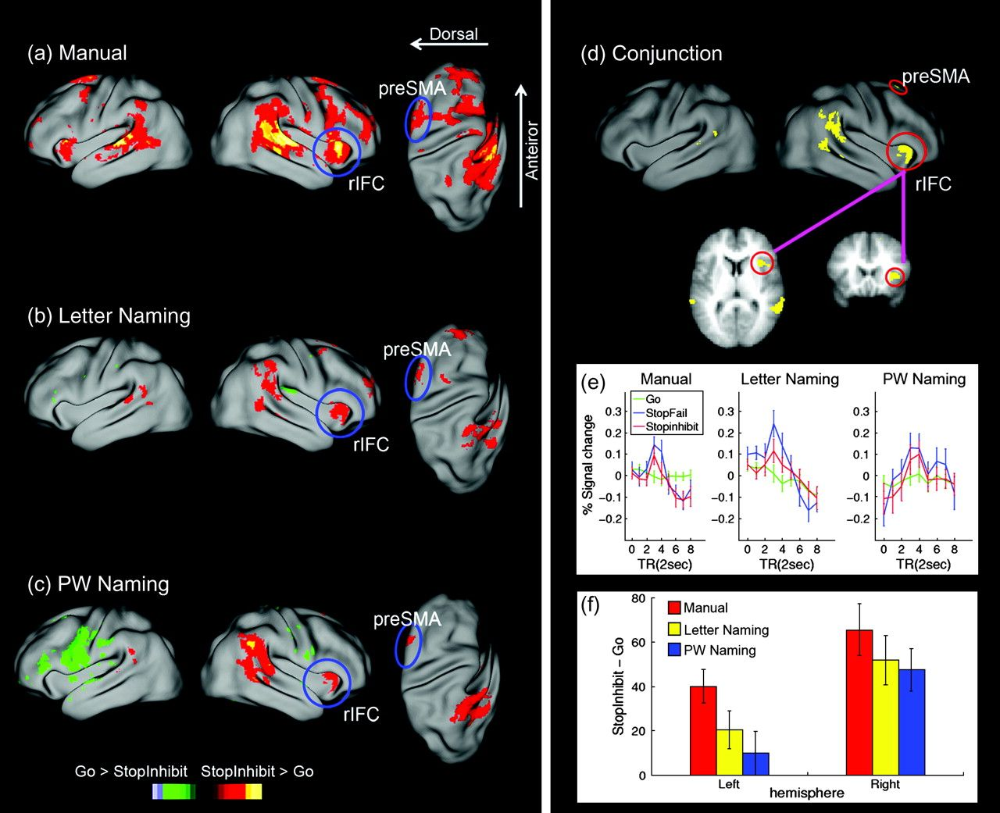 (a) Manual
Dorsal
preSMA
Anteiror
rIFC
(b) Letter Naming
preSMA
rIFC
(c) PW Naming
preSMA
rIFC
Go > StopInhibit StopInhibit > Go
(d) Conjunction
preSMA
rIFC
(e) Manual Letter Naming PW Naming
Go
StopFail
Stopinhibit
% Signal change
0.3 0.3 0.3
0.2 0.2 0.2
0.1 0.1 0.1
0 0 0
−0.1 −0.1 −0.1
−0.2 −0.2 −0.2
0 2 4 6 8 0 2 4 6 8 0 2 4 6 8
TR(2sec) TR(2sec) TR(2sec)
(f)
Manual
Letter Naming
PW Naming
StopInhibit – Go
80
60
40
20
0
Left Right
hemisphere